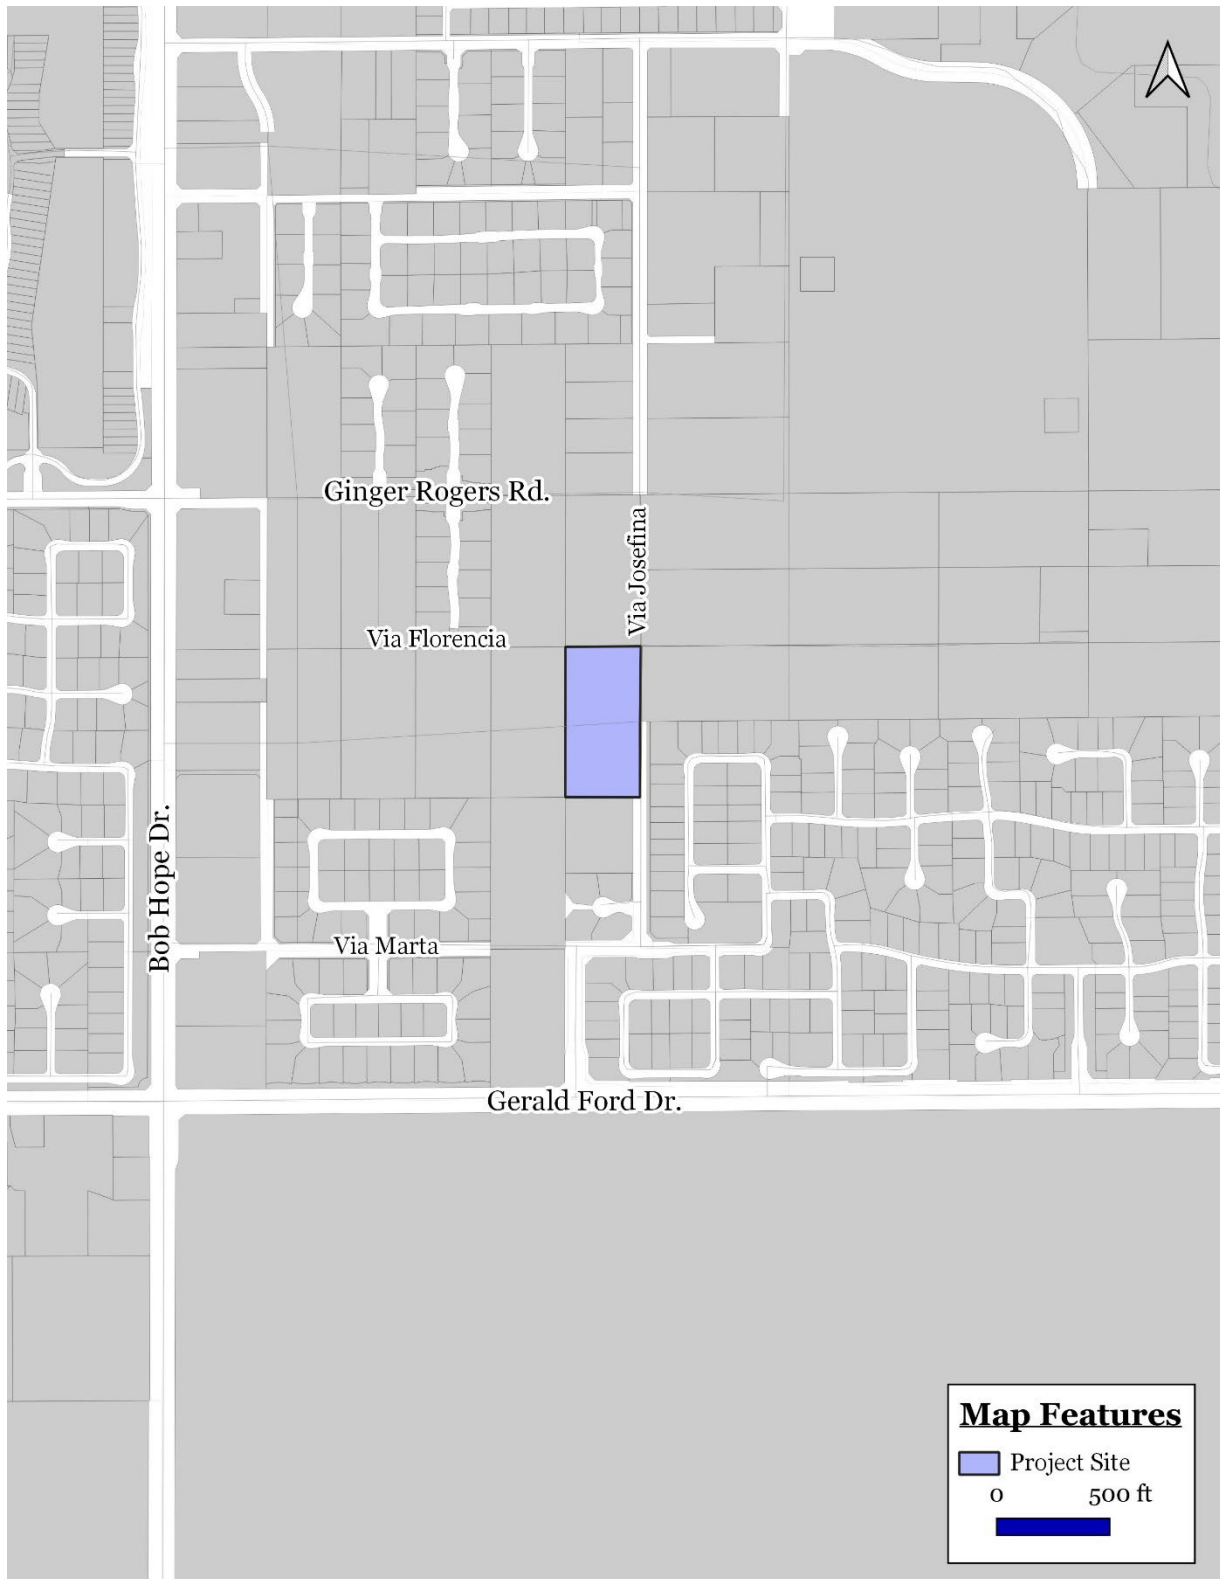 Ginger Rogers Rd.
Via Josefina
Via Florencia
Bob Hope Dr.
Via Marta
Gerald Ford Dr.
Map Features
Project Site
0 500 ft